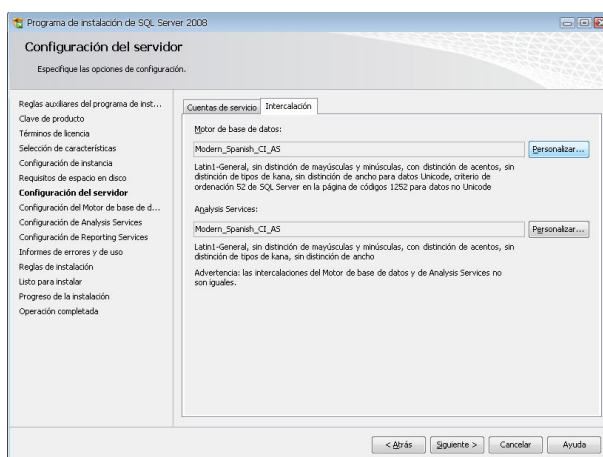 Programa de instalación de SQL Server 2008
Configuración del servidor
Especifique las opciones de configuración.
Reglas auxiliares del programa de inst...
Clave de producto
Términos de licencia
Selección de características
Configuración de instancia
Requisitos de espacio en disco
Configuración del servidor
Configuración del Motor de base de d...
Configuración de Analysis Services
Configuración de Reporting Services
Informes de errores y de uso
Reglas de instalación
Listo para instalar
Progreso de la instalación
Operación completada
Cuentas de servicio Intercalación
Motor de base de datos:
Modern_Spanish_CI_AS Personalizar...
Latin1-General, sin distinción de mayúsculas y minúsculas, con distinción de acentos, sin
distinción de tipos de kana, sin distinción de ancho para datos Unicode, criterio de
ordenación 52 de SQL Server en la página de códigos 1252 para datos no Unicode
Analysis Services:
Modern_Spanish_CI_AS Personalizar...
Latin1-General, sin distinción de mayúsculas y minúsculas, con distinción de acentos, sin
distinción de tipos de kana, sin distinción de ancho
Advertencia: las intercalaciones del Motor de base de datos y de Analysis Services no
son iguales.
< Atrás Siguiente > Cancelar Ayuda